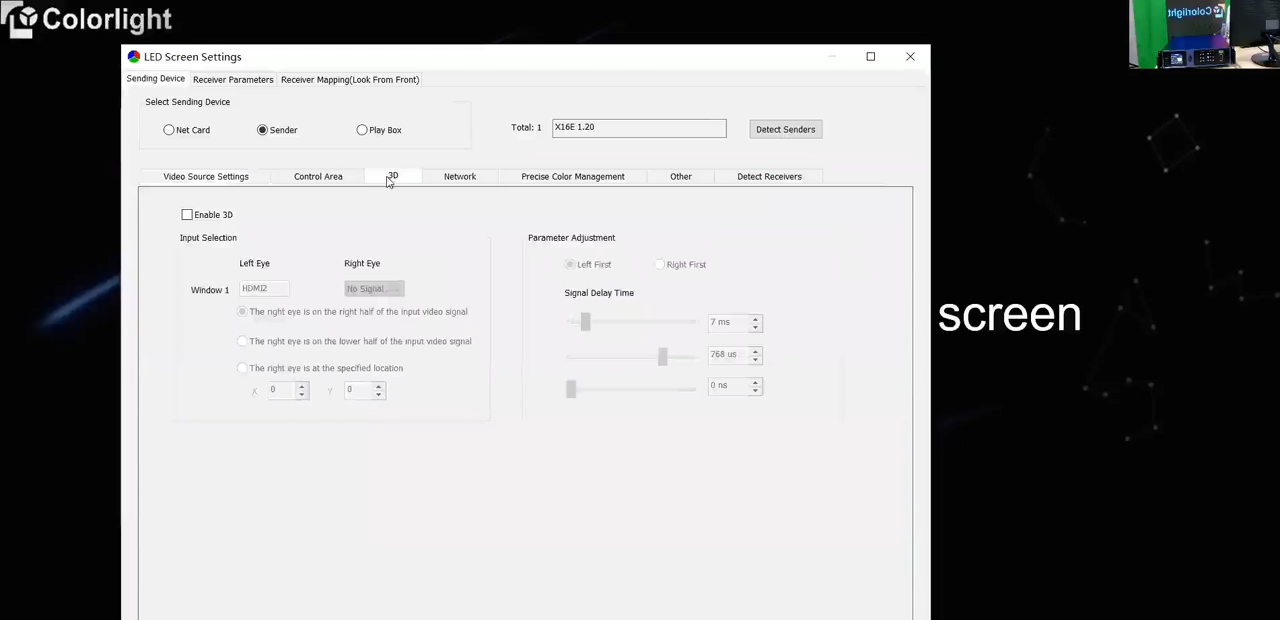 Colorlight
LED Screen Settings
Sending Device Receiver Parameters Receiver Mapping(Look From Front)
Select Sending Device
Net Card Sender Play Box Total: 1 X16E 1.20 Detect Senders
Video Source Settings Control Area 3D Network Precise Color Management Other Detect Receivers
Enable 3D
Input Selection Parameter Adjustment
Left Eye Right Eye Left First Right First
Window 1 HDMI2 No Signal ... Signal Delay Time
The right eye is on the right half of the input video signal 7 ms
The right eye is on the lower half of the input video signal 768 us
The right eye is at the specified location
X 0 Y 0 0 ns
screen
Colorlight